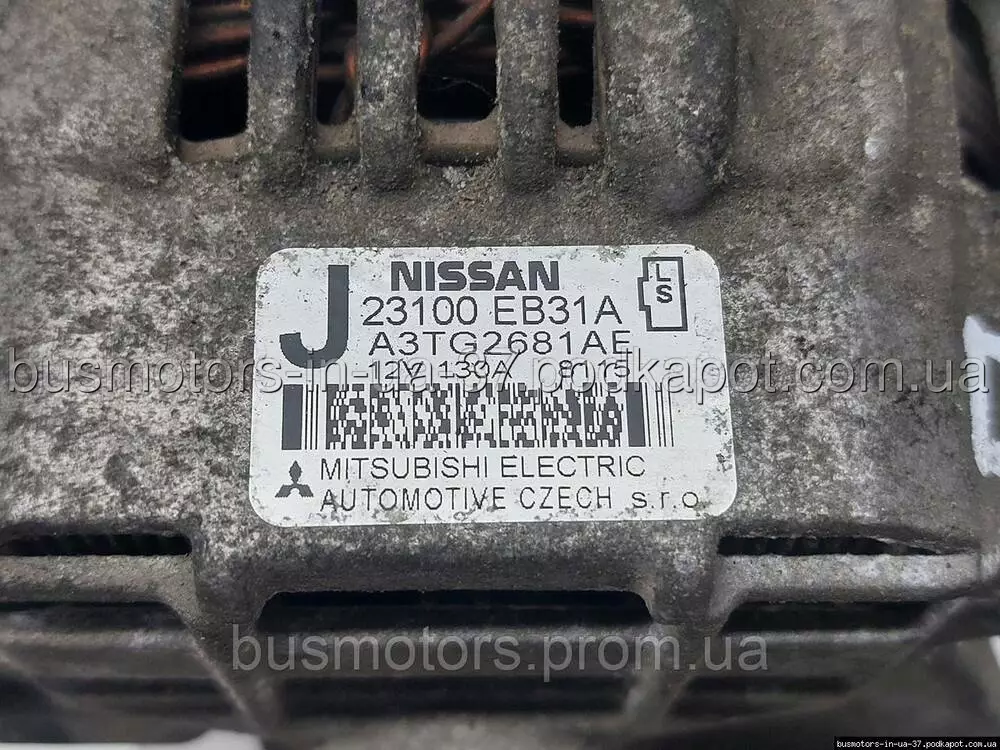 J
NISSAN
23100 EB31A
L
S
A3TG2681AE
busmotors-in-ua-37.podkapot.com.ua
12V 130A
MITSUBISHI ELECTRIC
AUTOMOTIVE CZECH s.r.o.
busmotors.prom.ua
busmotors-in-ua-37.podkapot.com.ua